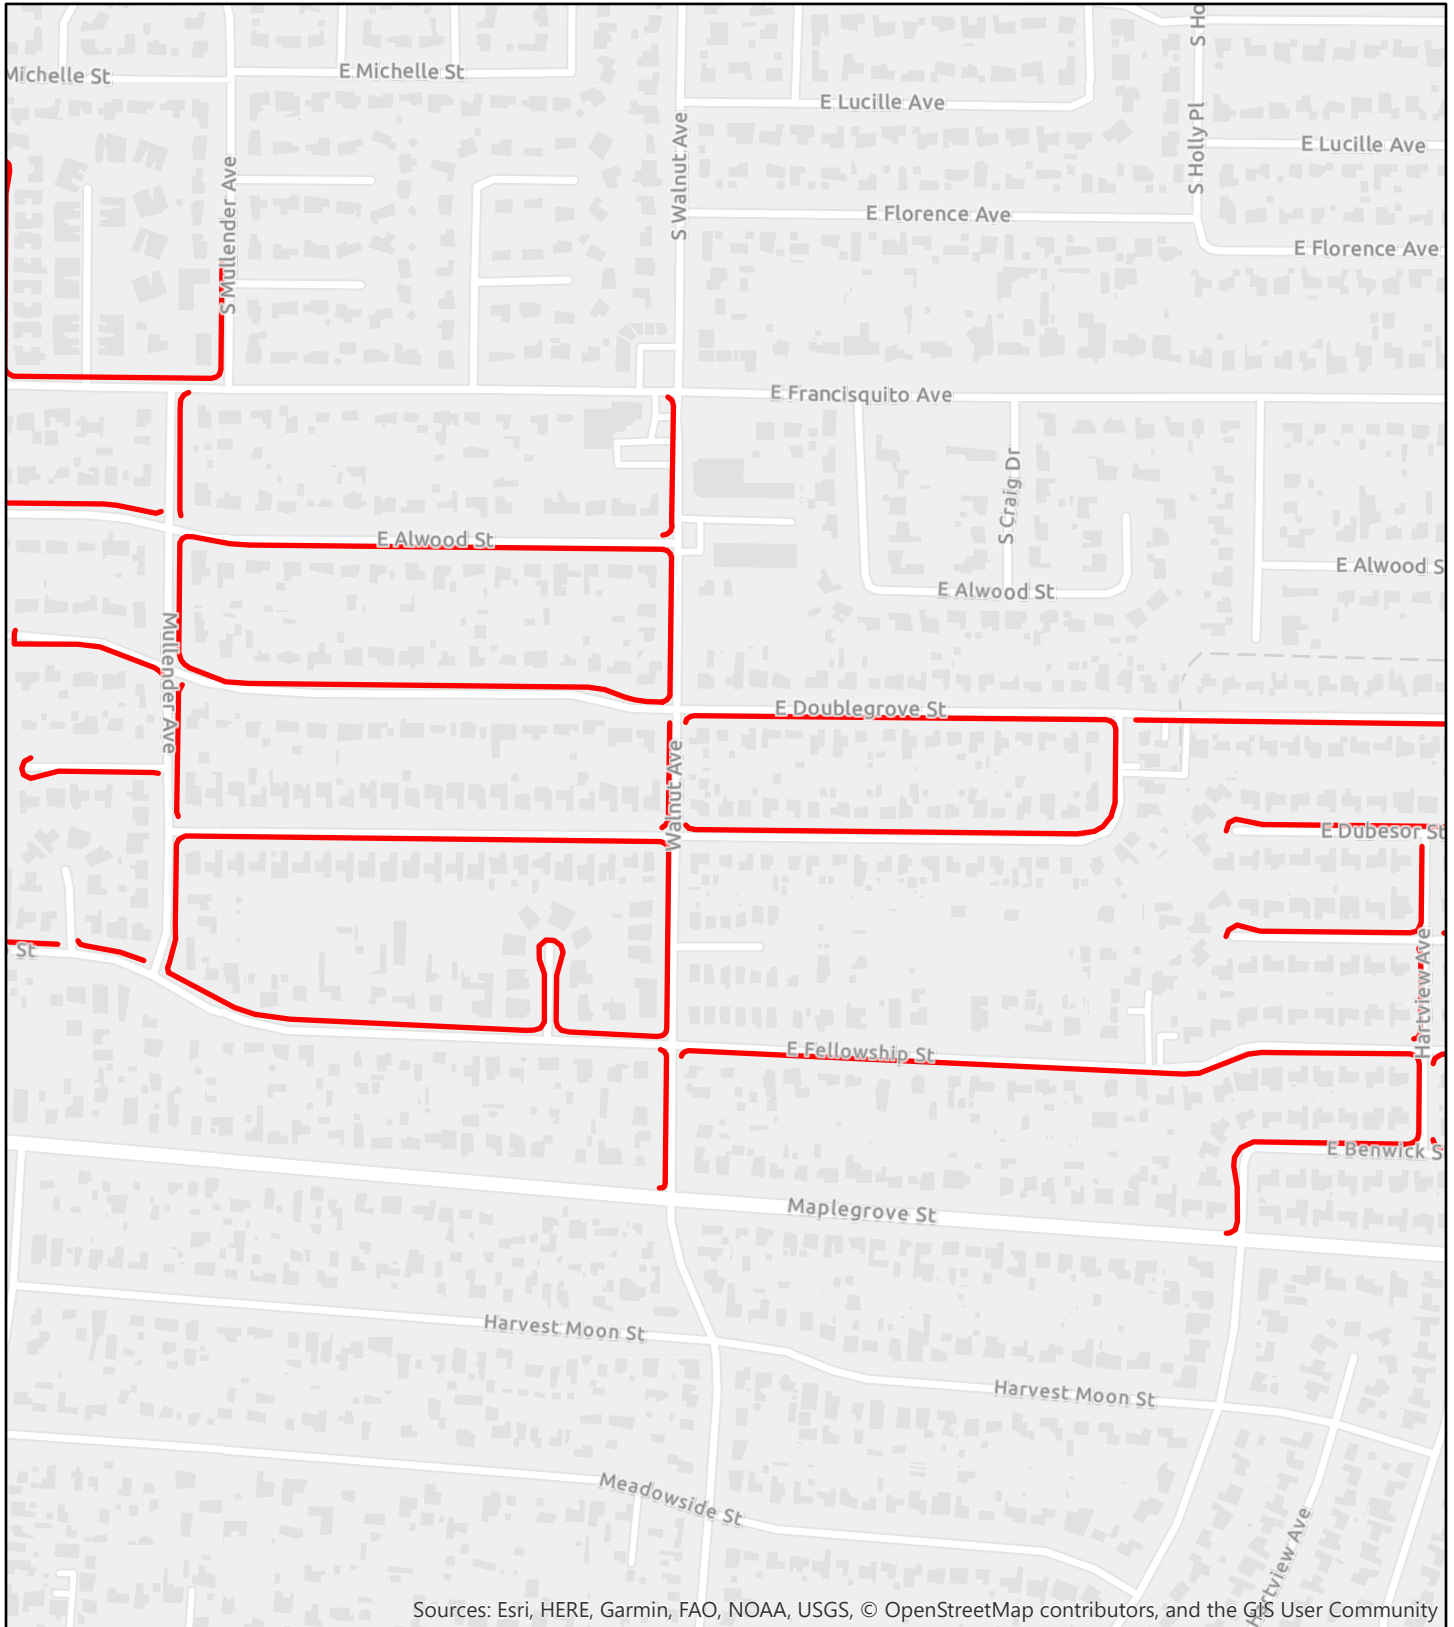 S Ho
Michelle St
E Michelle St
E Lucille Ave
S Holly Pl
E Lucille Ave
S Walnut Ave
S Mullender Ave
E Florence Ave
E Florence Ave
E Francisquito Ave
S Craig Dr
E Alwood St
E Alwood S
E Alwood St
Mullender Ave
E Doublegrove St
Walnut Ave
E Dubesor St
St
Hartview Ave
E Fellowship St
E Benwick S
Maplegrove St
Harvest Moon St
Harvest Moon St
Meadowside St
Hartview Ave
Sources: Esri, HERE, Garmin, FAO, NOAA, USGS, © OpenStreetMap contributors, and the GIS User Community